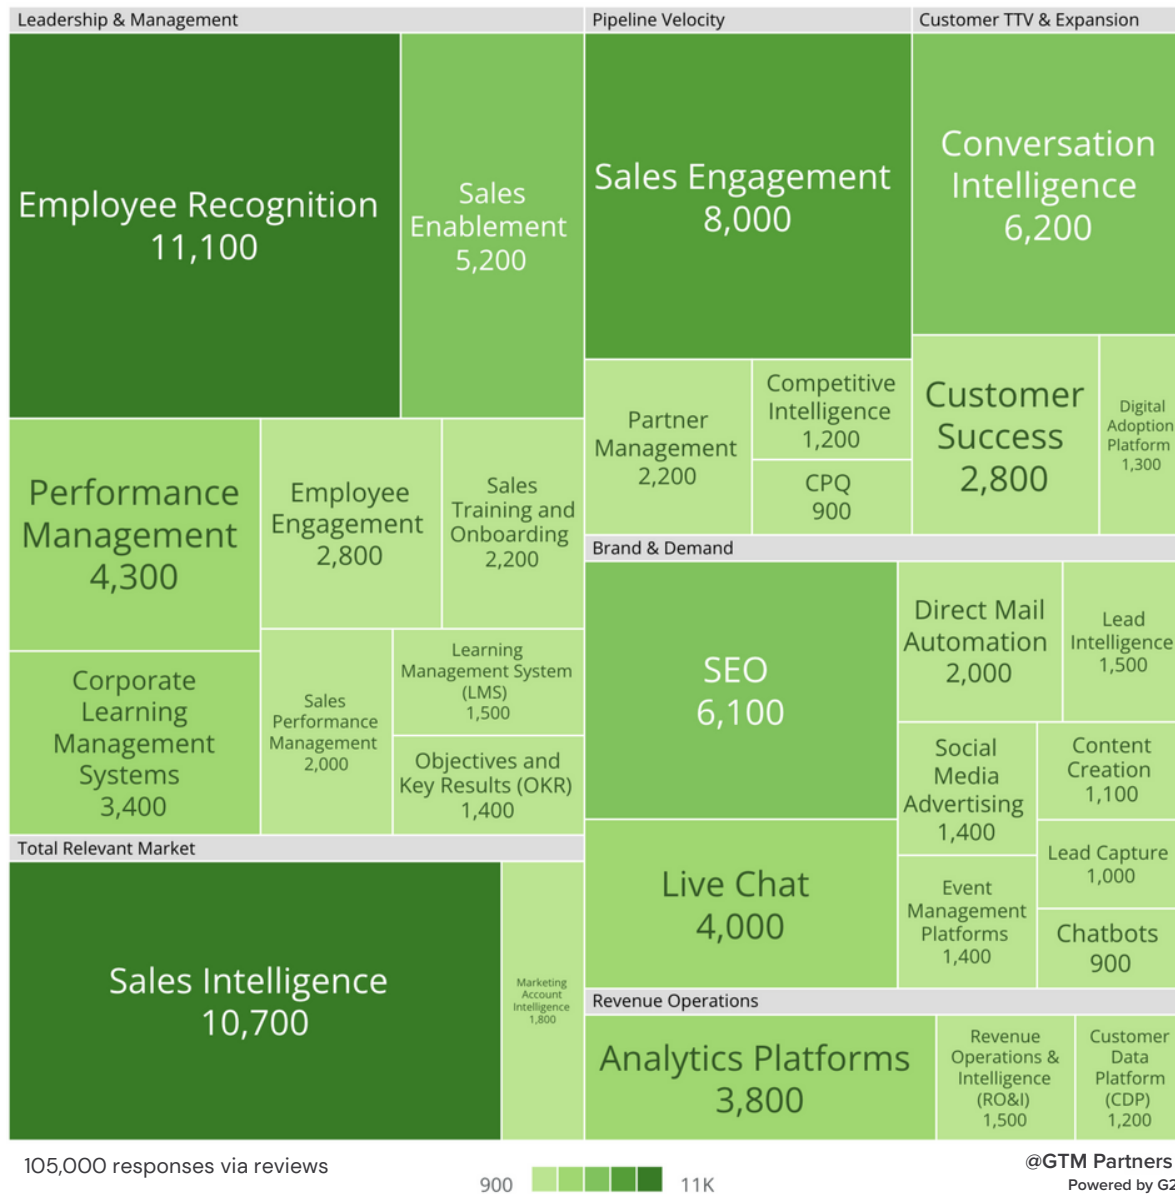 Leadership & Management
Employee Recognition
11,100
Sales
Enablement
5,200
Performance
Management
4,300
Employee
Engagement
2,800
Sales
Training and
Onboarding
2,200
Corporate
Learning
Management
Systems
3,400
Sales
Performance
Management
2,000
Learning
Management System
(LMS)
1,500
Objectives and
Key Results (OKR)
1,400
Total Relevant Market
Sales Intelligence
10,700
Marketing
Account
Intelligence
1,800
Pipeline Velocity
Sales Engagement
8,000
Partner
Management
2,200
Competitive
Intelligence
1,200
CPQ
900
Customer TTV & Expansion
Conversation
Intelligence
6,200
Customer
Success
2,800
Digital
Adoption
Platform
1,300
Brand & Demand
SEO
6,100
Live Chat
4,000
Direct Mail
Automation
2,000
Lead
Intelligence
1,500
Social
Media
Advertising
1,400
Content
Creation
1,100
Lead Capture
1,000
Event
Management
Platforms
1,400
Chatbots
900
Revenue Operations
Analytics Platforms
3,800
Revenue
Operations &
Intelligence
(RO&I)
1,500
Customer
Data
Platform
(CDP)
1,200
105,000 responses via reviews
900
11K
@GTM Partners
Powered by G2